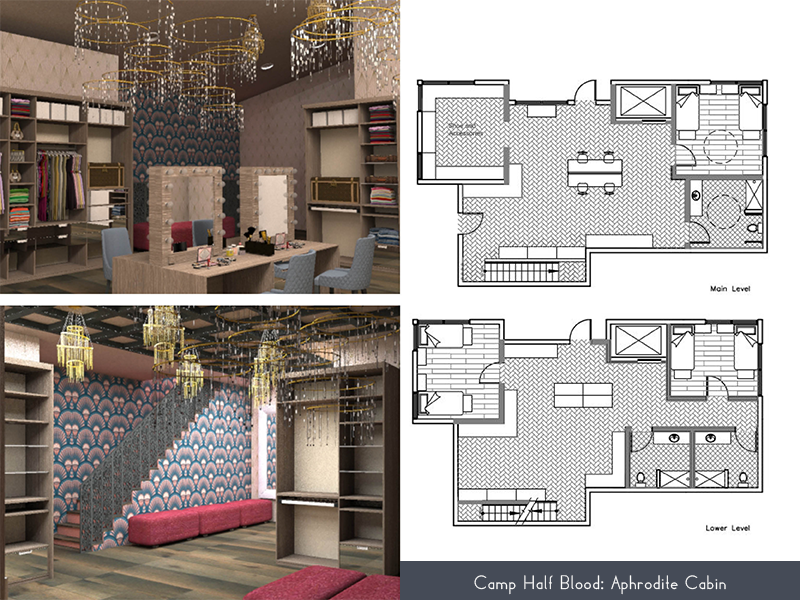 Shoe and
Accessories
Main Level
Lower Level
Camp Half Blood: Aphrodite Cabin